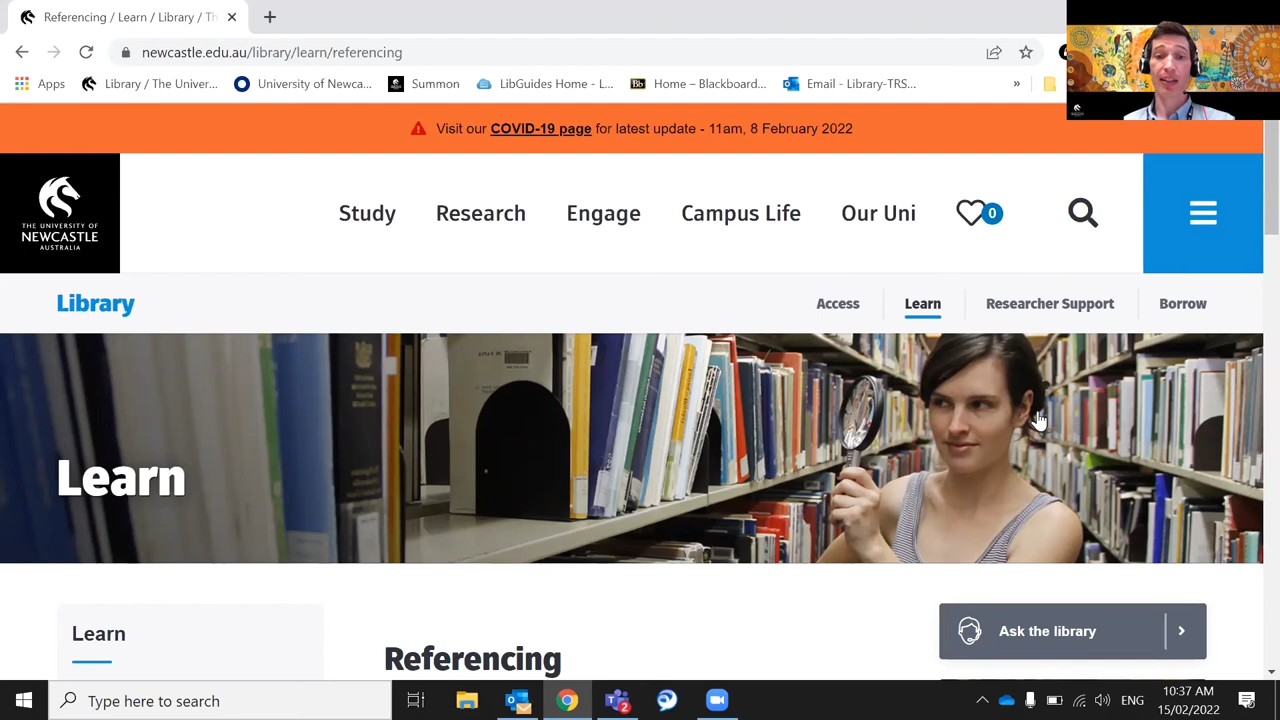 Referencing / Learn / Library / Th
newcastle.edu.au/library/learn/referencing
Apps
Library / The Univer...
University of Newca...
Summon
LibGuides Home - L...
Bb
Home – Blackboard...
Email - Library-TRS...
»
Visit our COVID-19 page for latest update - 11am, 8 February 2022
THE UNIVERSITY OF
NEWCASTLE
AUSTRALIA
Study
Research
Engage
Campus Life
Our Uni
0
Library
Access
Learn
Researcher Support
Borrow
Learn
Learn
Referencing
Ask the library
Type here to search
2
ENG
10:37 AM
15/02/2022